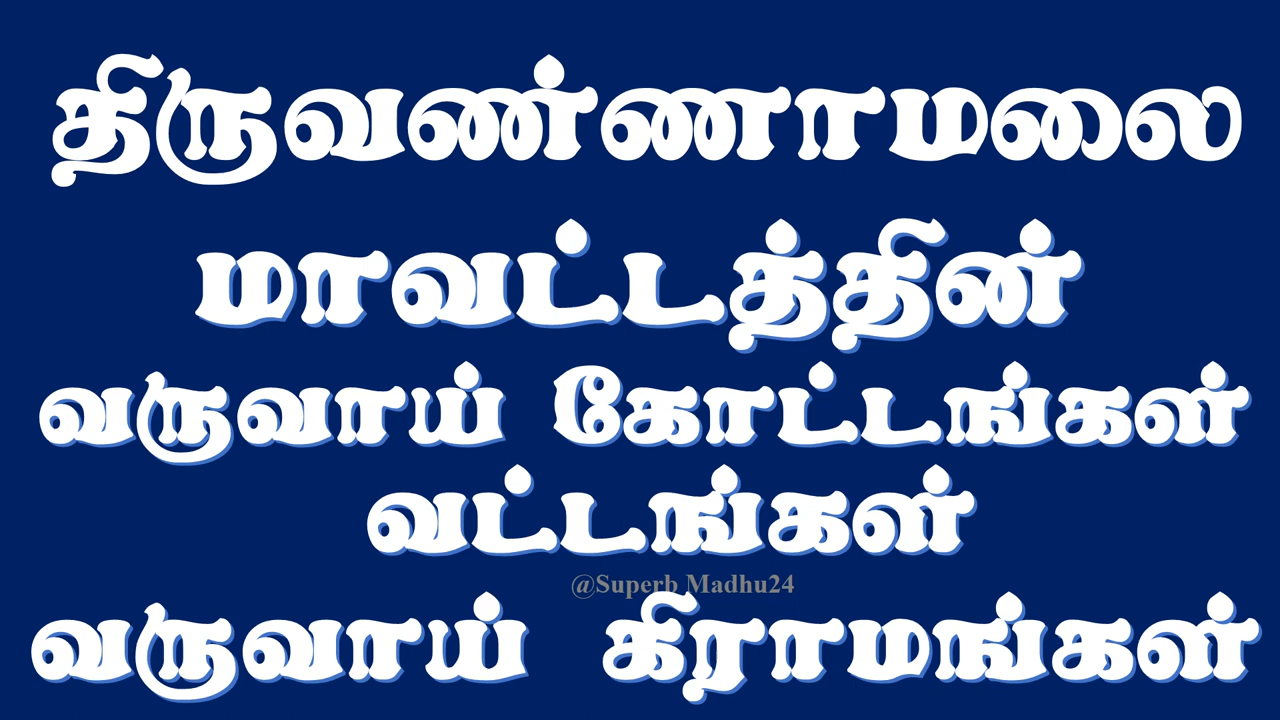 திருவண்ணாமலை
மாவட்டத்தின்
வருவாய் கோட்டங்கள்
வட்டங்கள்
@Superb Madhu24
வருவாய் கிராமங்கள்